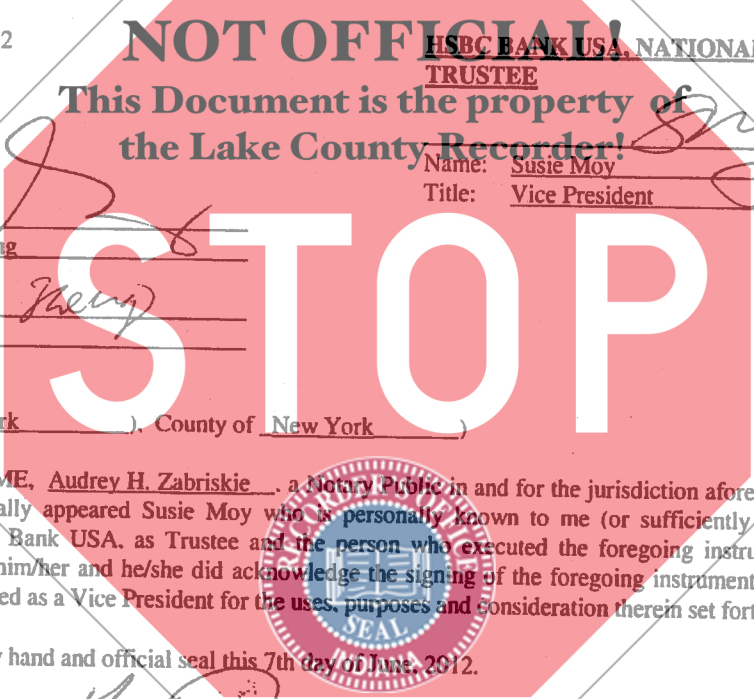 2
NOT OFFICIAL!
HSBC BANK USA, NATIONAL
TRUSTEE
This Document is the property of
the Lake County Recorder!
Name: Susie Moy
Title: Vice President
STOP
), County of New York )
ME, Audrey H. Zabriskie , a Notary Public in and for the jurisdiction afore
ally appeared Susie Moy who is personally known to me (or sufficiently
Bank USA, as Trustee and the person who executed the foregoing instru
him/her and he/she did acknowledge the signing of the foregoing instrument
ed as a Vice President for the uses, purposes and consideration therein set fort
RECORDER'S OFFICE
SEAL
INDIANA
hand and official seal this 7th day of June, 2012.